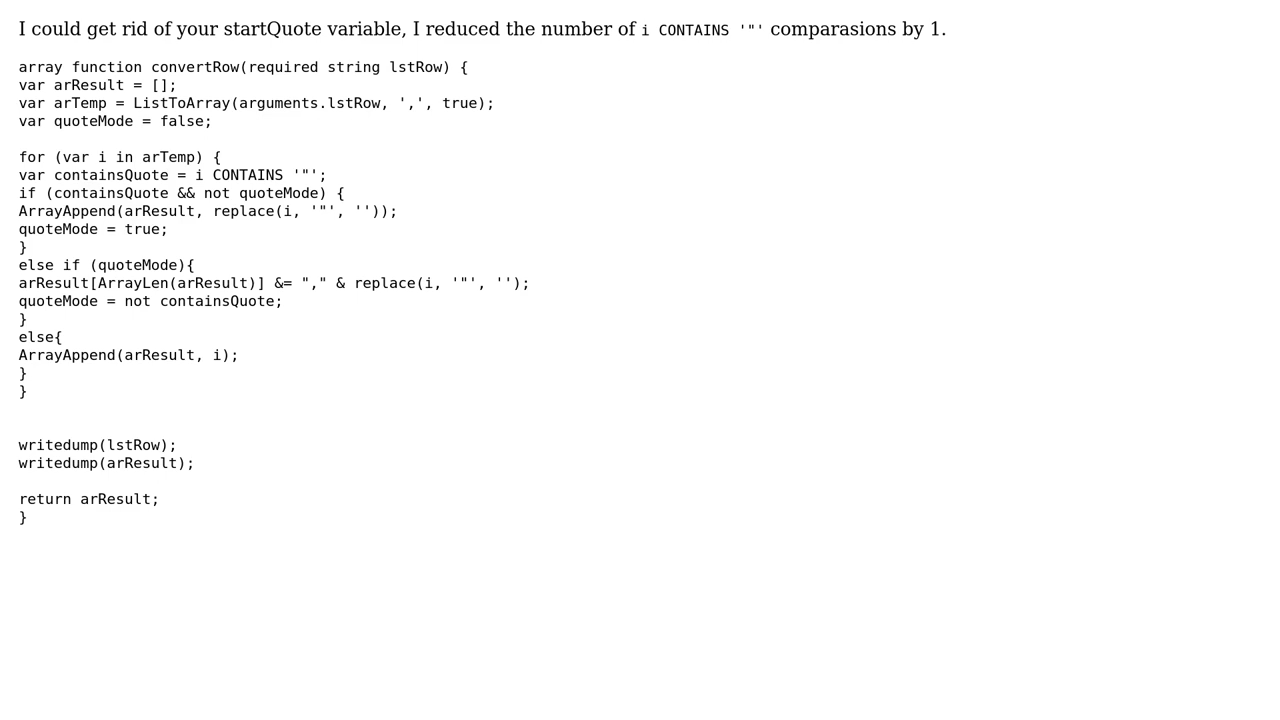 I could get rid of your startQuote variable, I reduced the number of i CONTAINS '"' comparasions by 1.
array function convertRow(required string lstRow) {
var arResult = [];
var arTemp = ListToArray(arguments.lstRow, ',', true);
var quoteMode = false;
for (var i in arTemp) {
var containsQuote = i CONTAINS '"';
if (containsQuote && not quoteMode) {
ArrayAppend(arResult, replace(i, '"', ''));
quoteMode = true;
}
else if (quoteMode){
arResult[ArrayLen(arResult)] &= "," & replace(i, '"', '');
quoteMode = not containsQuote;
}
else{
ArrayAppend(arResult, i);
}
}
writedump(lstRow);
writedump(arResult);
return arResult;
}